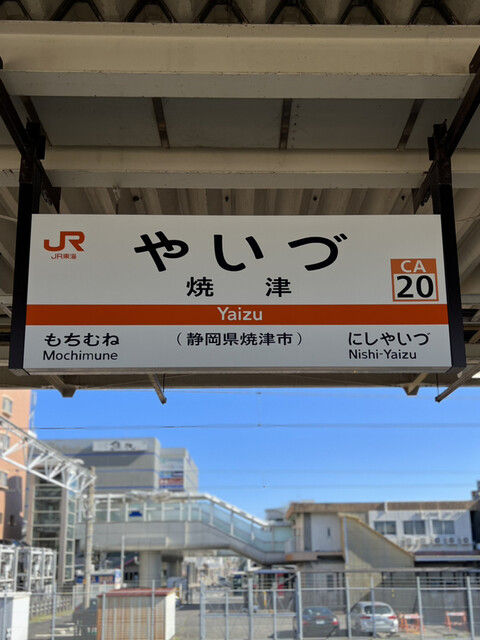 JR
JR東海
やいづ
焼津
CA
20
Yaizu
もちむね
Mochimune
（静岡県焼津市）
にしやいづ
Nishi-Yaizu